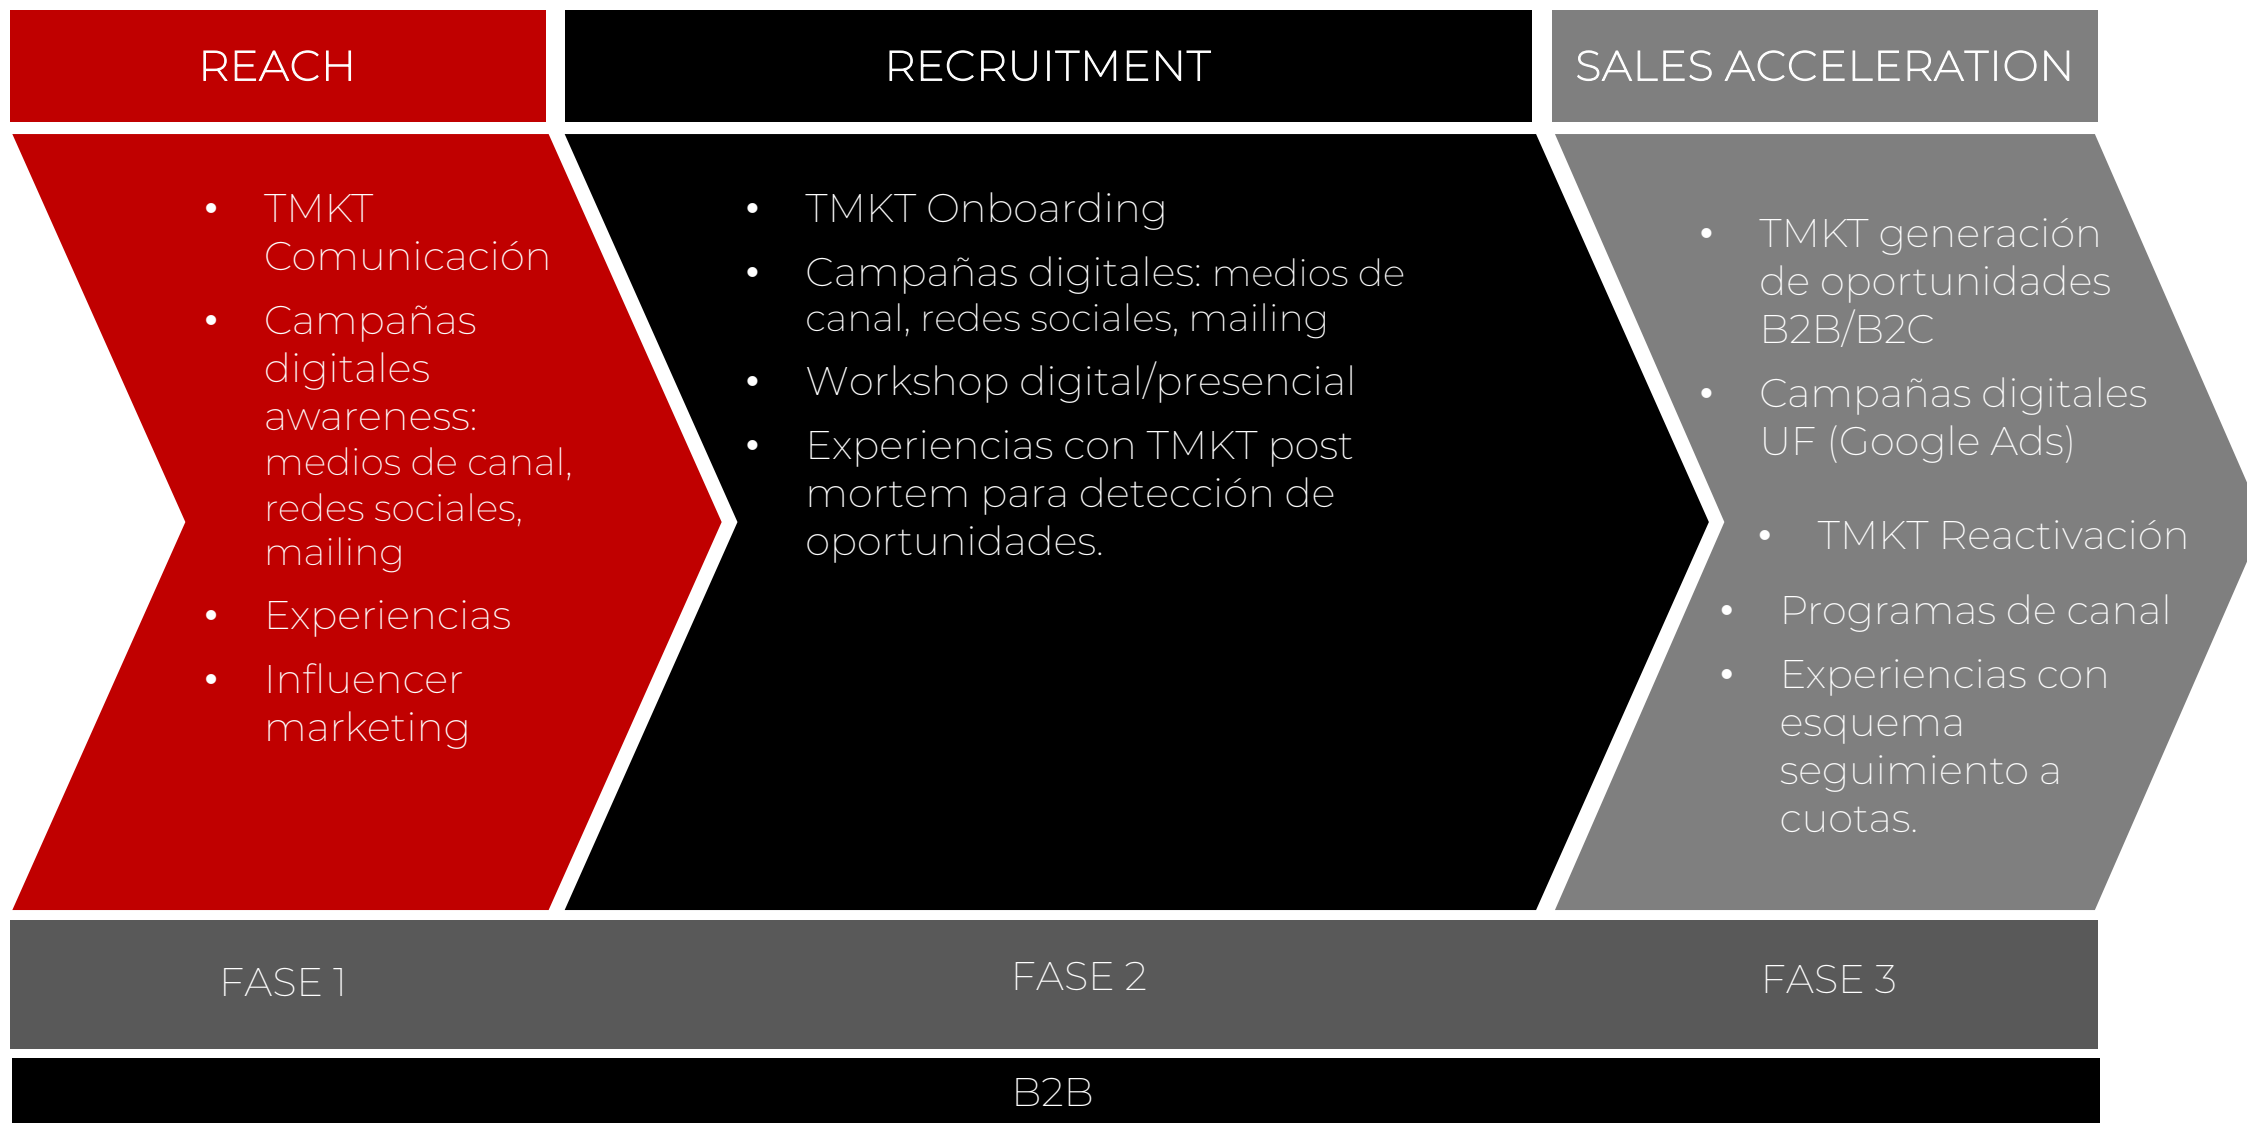 REACH
RECRUITMENT
SALES ACCELERATION
• TMKT
Comunicación
• Campañas
digitales
awareness:
medios de canal,
redes sociales,
mailing
• Experiencias
• Influencer
marketing
• TMKT Onboarding
• Campañas digitales: medios de
canal, redes sociales, mailing
• Workshop digital/presencial
• Experiencias con TMKT post
mortem para detección de
oportunidades.
• TMKT generación
de oportunidades
B2B/B2C
• Campañas digitales
UF (Google Ads)
• TMKT Reactivación
• Programas de canal
• Experiencias con
esquema
seguimiento a
cuotas.
FASE 1
FASE 2
FASE 3
B2B